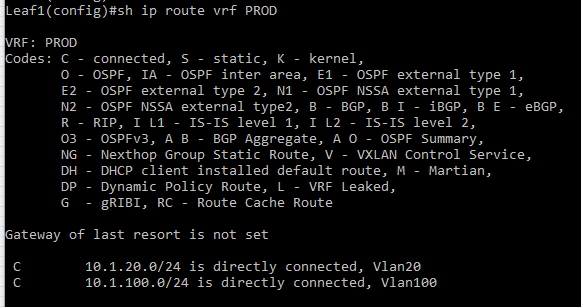 Leaf1(config)#sh ip route vrf PROD

VRF: PROD
Codes: C - connected, S - static, K - kernel,
       O - OSPF, IA - OSPF inter area, E1 - OSPF external type 1,
       E2 - OSPF external type 2, N1 - OSPF NSSA external type 1,
       N2 - OSPF NSSA external type2, B - BGP, B I - iBGP, B E - eBGP,
       R - RIP, I L1 - IS-IS level 1, I L2 - IS-IS level 2,
       O3 - OSPFv3, A B - BGP Aggregate, A O - OSPF Summary,
       NG - Nexthop Group Static Route, V - VXLAN Control Service,
       DH - DHCP client installed default route, M - Martian,
       DP - Dynamic Policy Route, L - VRF Leaked,
       G  - gRIBI, RC - Route Cache Route

Gateway of last resort is not set

 C        10.1.20.0/24 is directly connected, Vlan20
 C        10.1.100.0/24 is directly connected, Vlan100